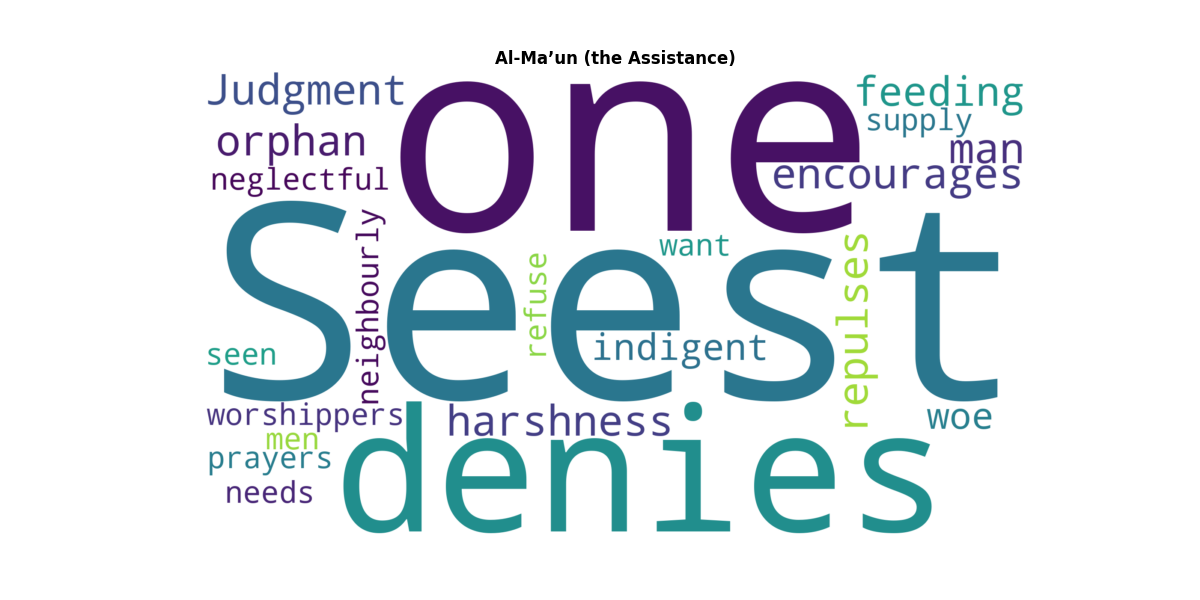 Al-Ma’un (the Assistance)
Judgment
one
feeding
supply
orphan
man
encourages
neglectful
Seest
neighbourly
want
refuse
repulses
indigent
seen
worshippers
harshness
woe
men
denies
prayers
needs